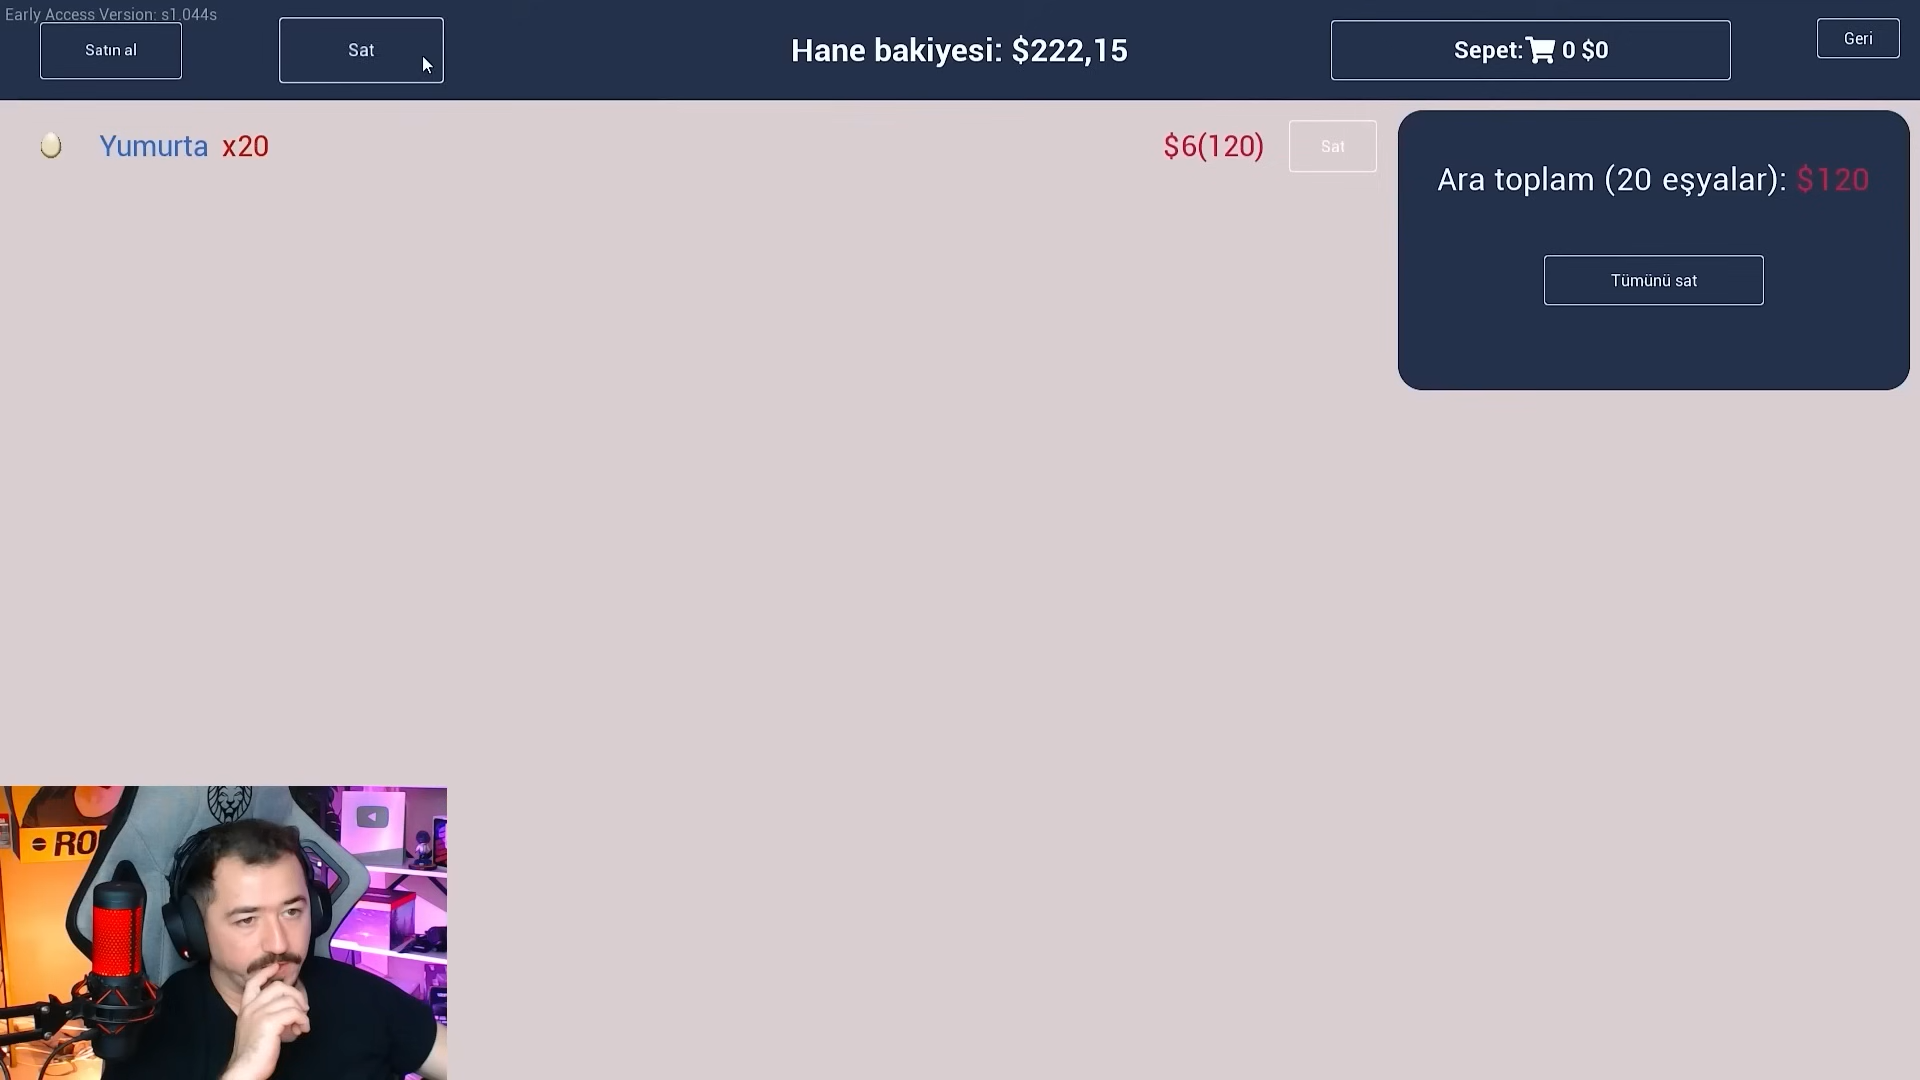 Early Access Version: s1.044s
Satın al
Sat
Hane bakiyesi: $222,15
Sepet: 0 $0
Geri
Yumurta x20
$6(120)
Sat
Ara toplam (20 eşyalar): $120
Tümünü sat
RO